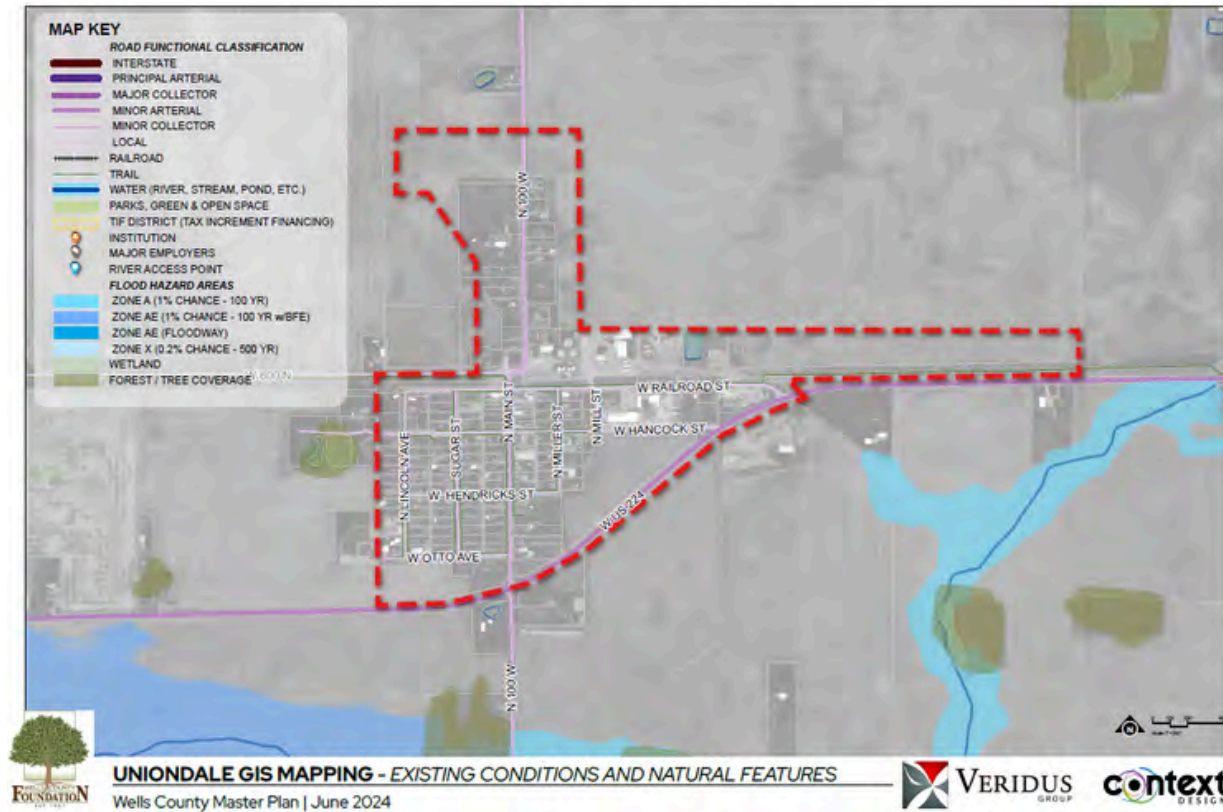 MAP KEY
ROAD FUNCTIONAL CLASSIFICATION
INTERSTATE
PRINCIPAL ARTERIAL
MAJOR COLLECTOR
MINOR ARTERIAL
MINOR COLLECTOR
LOCAL
RAILROAD
TRAIL
WATER (RIVER, STREAM, POND, ETC.)
PARKS, GREEN & OPEN SPACE
TIF DISTRICT (TAX INCREMENT FINANCING)
INSTITUTION
MAJOR EMPLOYERS
RIVER ACCESS POINT
FLOOD HAZARD AREAS
ZONE A (1% CHANCE - 100 YR)
ZONE AE (1% CHANCE - 100 YR w/BFE)
ZONE AE (FLOODWAY)
ZONE X (0.2% CHANCE - 500 YR)
WETLAND
FOREST / TREE COVERAGE
W 600 N
N 100 W
W RAILROAD ST
N LINCOLN AVE
SUGAR ST
N MAIN ST
N MILLER ST
N MILL ST
W HANCOCK ST
W HENDRICKS ST
W OTTO AVE
W US 224
N 100 W
N
FOUNDATION
UNIONDALE GIS MAPPING - EXISTING CONDITIONS AND NATURAL FEATURES
Wells County Master Plan | June 2024
VERIDUS
GROUP
context
DESIGN